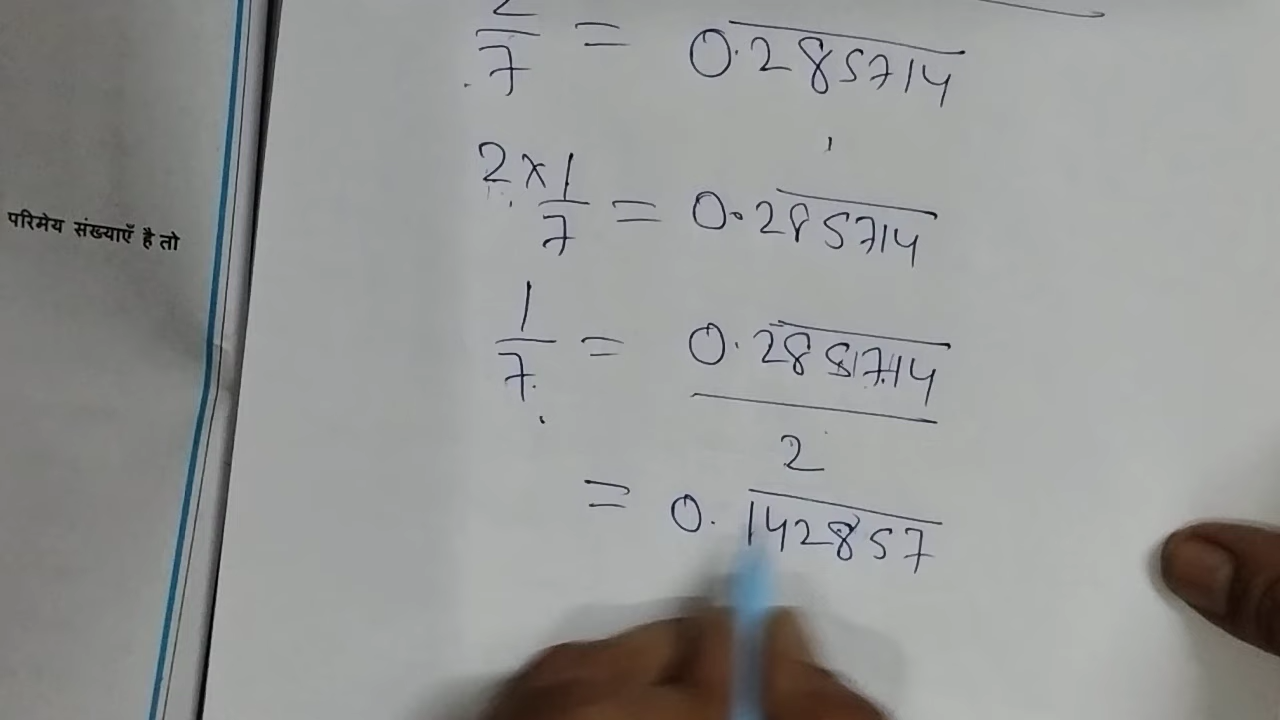 2/7 = 0.285714
2 × 1/7 = 0.285714
परिमेय संख्याएँ है तो
1/7 = 0.285714
2
= 0.142857